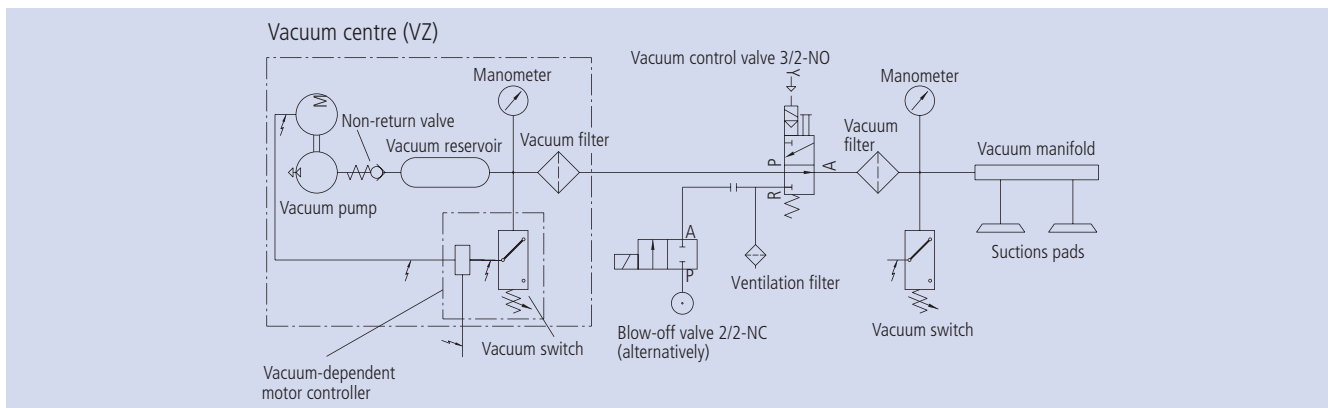 Vacuum centre (VZ)
Vacuum control valve 3/2-NO
Manometer
Manometer
M
Non-return valve
Vacuum reservoir
Vacuum filter
Vacuum
filter
Vacuum manifold
P
A
R
Vacuum pump
A
P
Suctions pads
Ventilation filter
Blow-off valve 2/2-NC
(alternatively)
Vacuum switch
Vacuum switch
Vacuum-dependent
motor controller